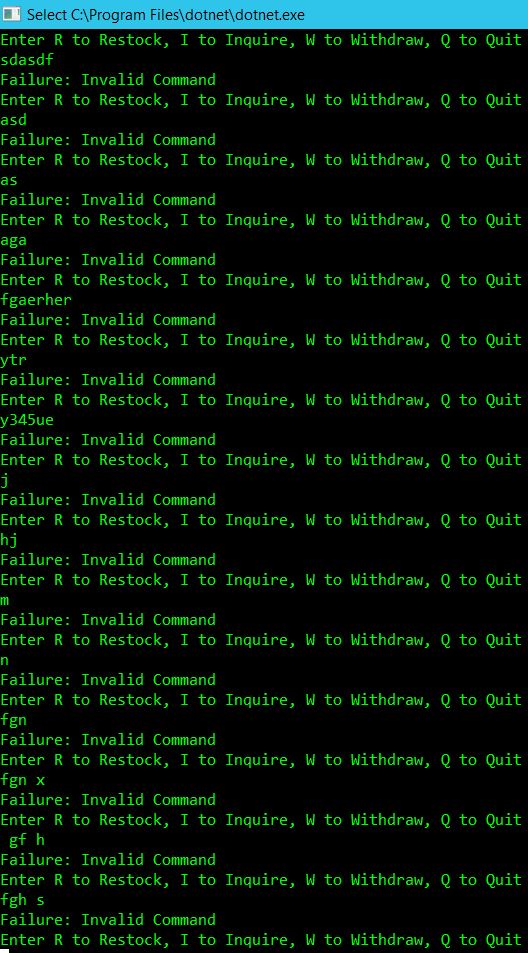 Select C:\Program Files\dotnet\dotnet.exe
Enter R to Restock, I to Inquire, W to Withdraw, Q to Quit
sdasdf
Failure: Invalid Command
Enter R to Restock, I to Inquire, W to Withdraw, Q to Quit
asd
Failure: Invalid Command
Enter R to Restock, I to Inquire, W to Withdraw, Q to Quit
as
Failure: Invalid Command
Enter R to Restock, I to Inquire, W to Withdraw, Q to Quit
aga
Failure: Invalid Command
Enter R to Restock, I to Inquire, W to Withdraw, Q to Quit
fgaerher
Failure: Invalid Command
Enter R to Restock, I to Inquire, W to Withdraw, Q to Quit
ytr
Failure: Invalid Command
Enter R to Restock, I to Inquire, W to Withdraw, Q to Quit
y345ue
Failure: Invalid Command
Enter R to Restock, I to Inquire, W to Withdraw, Q to Quit
j
Failure: Invalid Command
Enter R to Restock, I to Inquire, W to Withdraw, Q to Quit
hj
Failure: Invalid Command
Enter R to Restock, I to Inquire, W to Withdraw, Q to Quit
m
Failure: Invalid Command
Enter R to Restock, I to Inquire, W to Withdraw, Q to Quit
n
Failure: Invalid Command
Enter R to Restock, I to Inquire, W to Withdraw, Q to Quit
fgn
Failure: Invalid Command
Enter R to Restock, I to Inquire, W to Withdraw, Q to Quit
fgn x
Failure: Invalid Command
Enter R to Restock, I to Inquire, W to Withdraw, Q to Quit
 gf h
Failure: Invalid Command
Enter R to Restock, I to Inquire, W to Withdraw, Q to Quit
fgh s
Failure: Invalid Command
Enter R to Restock, I to Inquire, W to Withdraw, Q to Quit